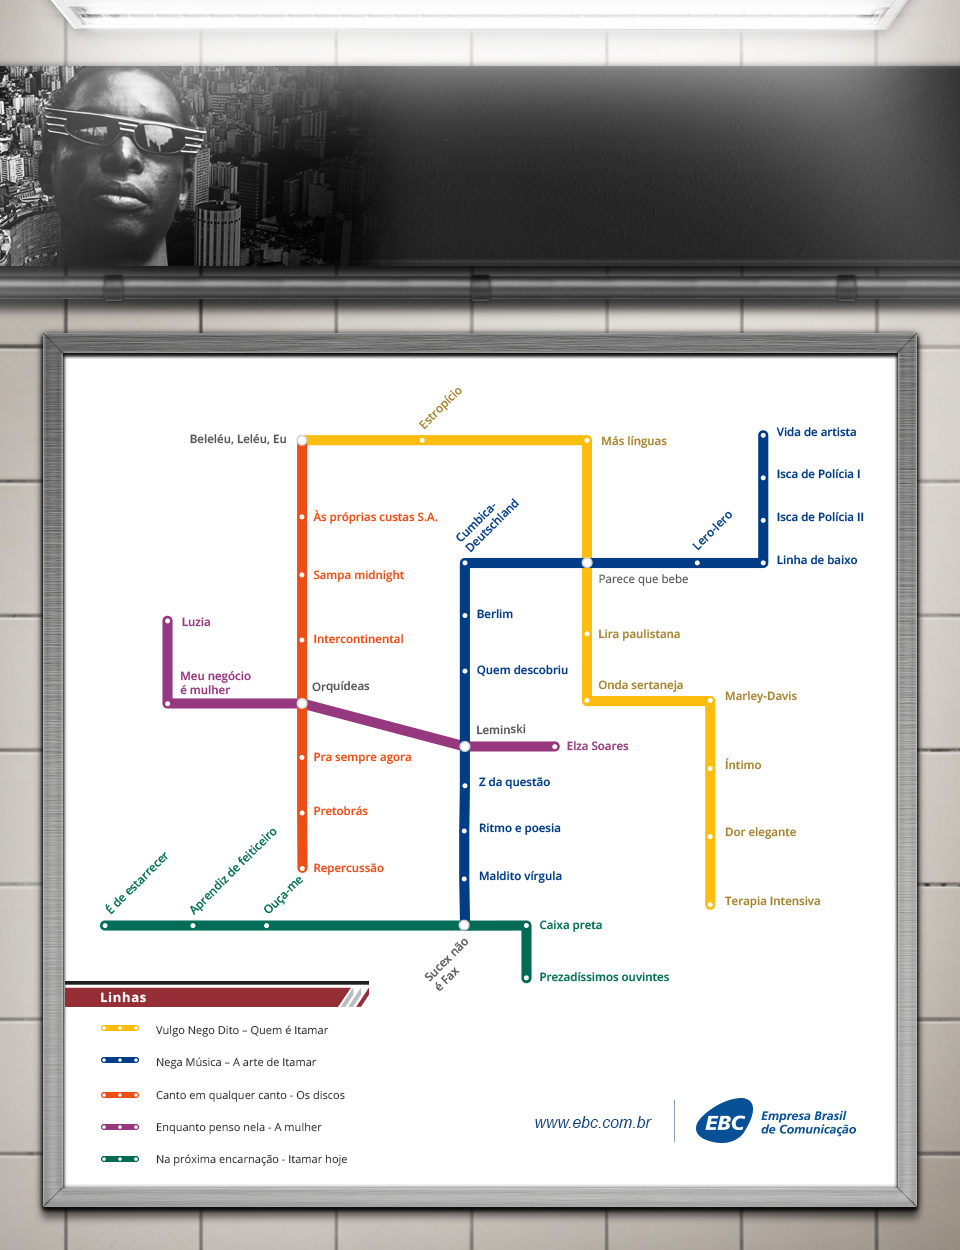 Estropício
Beleléu, Leléu, Eu
Más línguas
Vida de artista
Isca de Polícia I
Às próprias custas S.A.
Cumbica-
Deutschland
Lero-lero
Isca de Polícia II
Linha de baixo
Sampa midnight
Parece que bebe
Luzia
Berlim
Intercontinental
Lira paulistana
Meu negócio
é mulher
Orquídeas
Quem descobriu
Onda sertaneja
Marley-Davis
Leminski
Elza Soares
Pra sempre agora
Íntimo
Z da questão
Pretobrás
Ritmo e poesia
Dor elegante
É de estarrecer
Aprendiz de feiticeiro
Ouça-me
Repercussão
Maldito vírgula
Terapia Intensiva
Caixa preta
Sucex não
é Fax
Prezadíssimos ouvintes
Linhas
Vulgo Nego Dito – Quem é Itamar
Nega Música – A arte de Itamar
Canto em qualquer canto - Os discos
Enquanto penso nela - A mulher
Na próxima encarnação - Itamar hoje
www.ebc.com.br
EBC
Empresa Brasil
de Comunicação